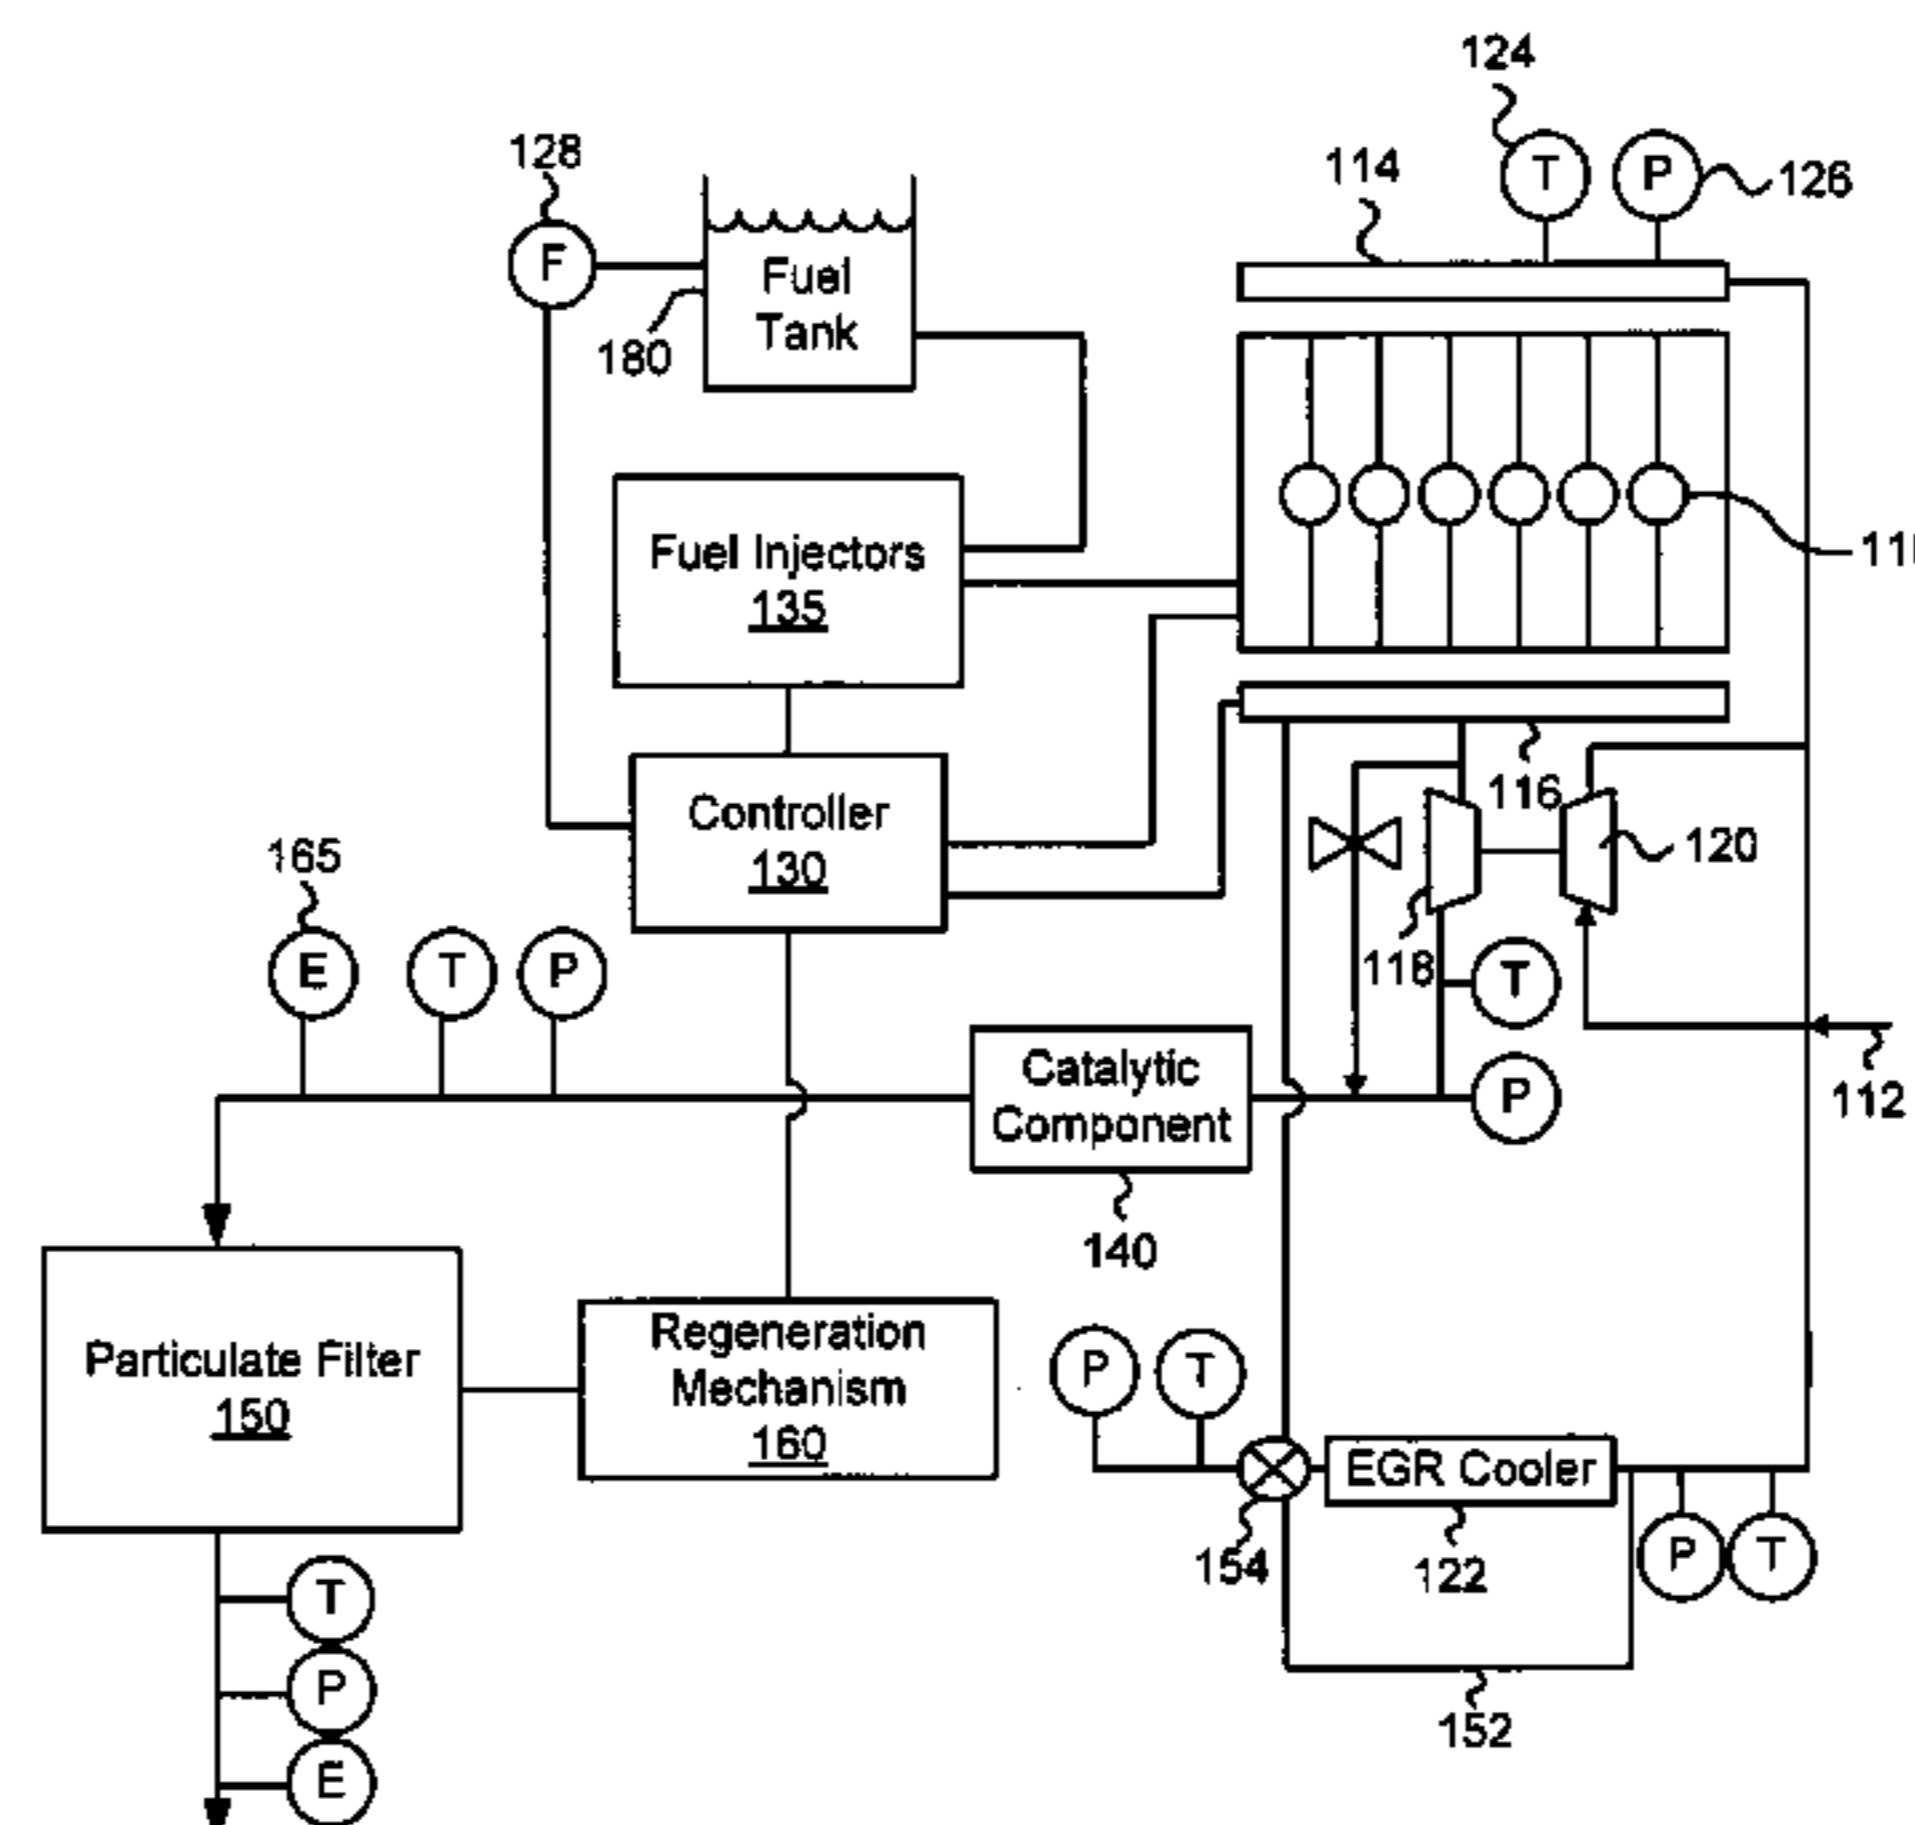 124
128
114
T
P
126
F
Fuel
Tank
180
Fuel Injectors
135
116
Controller
130
120
165
E
T
P
118
T
Catalytic
Component
P
112
140
Particulate Filter
150
Regeneration
Mechanism
160
P
T
EGR Cooler
154
122
P
T
T
P
E
152